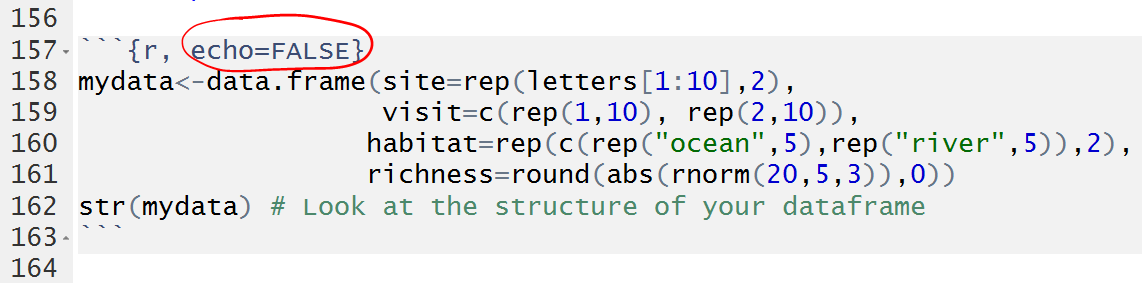 156
157 ```{r, echo=FALSE}
158 mydata<-data.frame(site=rep(letters[1:10],2),
159                    visit=c(rep(1,10), rep(2,10)),
160                   habitat=rep(c(rep("ocean",5),rep("river",5)),2),
161                   richness=round(abs(rnorm(20,5,3)),0))
162 str(mydata) # Look at the structure of your dataframe
163 ```
164